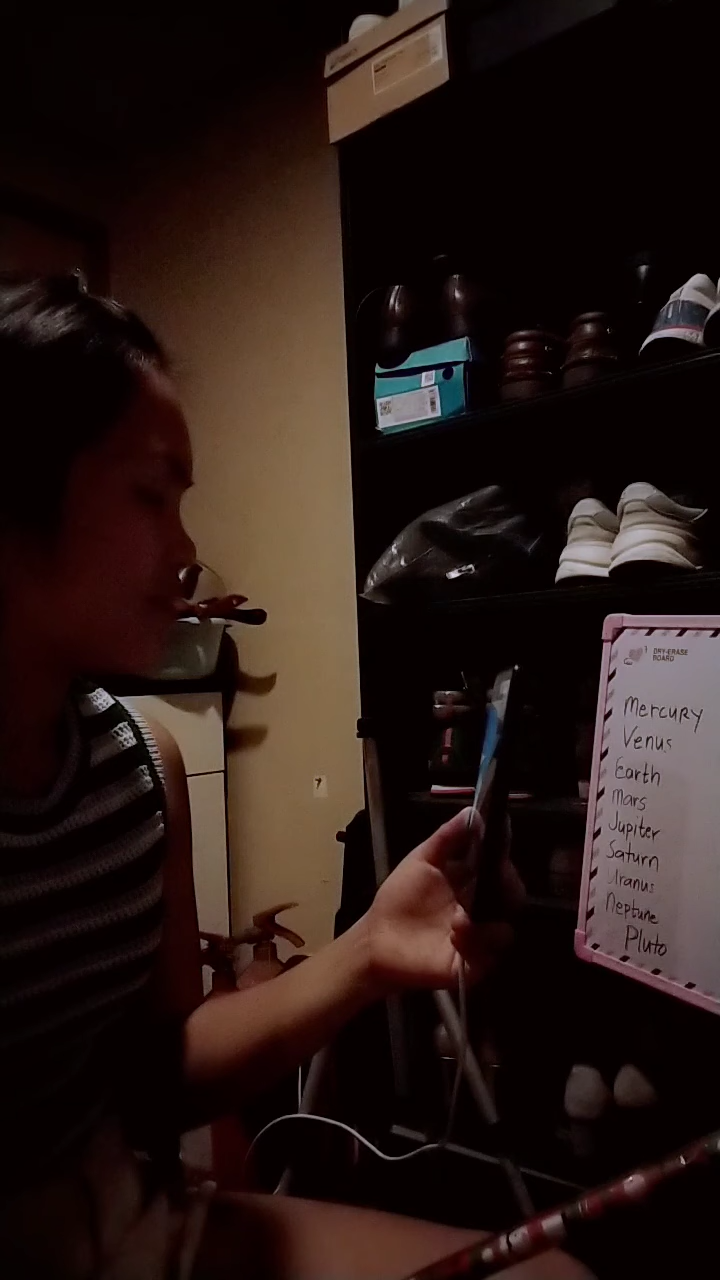 DRY-ERASE
BOARD
Mercury
Venus
Earth
Mars
Jupiter
Saturn
Uranus
Neptune
Pluto